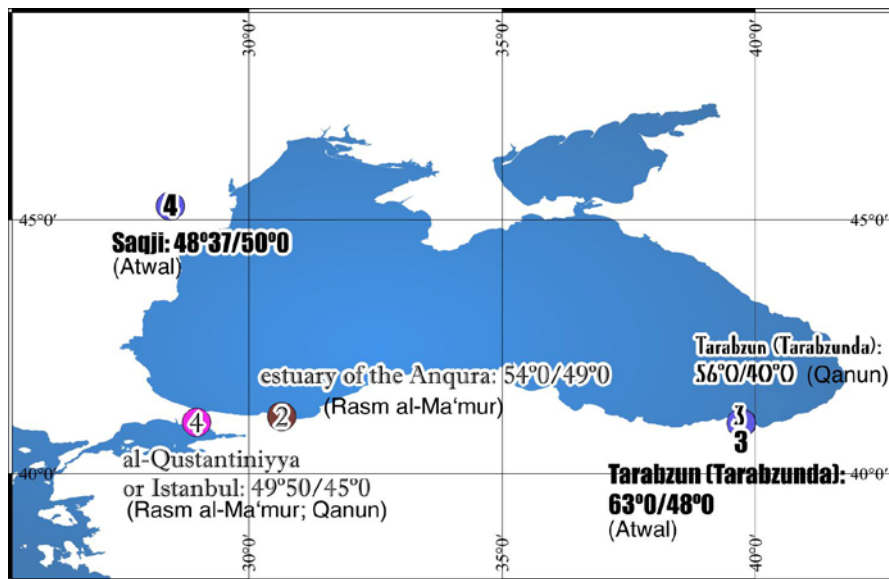 30°0′
35°0′
40°0′
4
45°0′
45°0′
Saqji: 48º37/50º0
(Atwal)
Tarabzun (Tarabzunda):
56º0/40º0 (Qanun)
estuary of the Anqura: 54º0/49º0
(Rasm al-Ma‘mur)
4
2
3
3
al-Qustantiniyya
or Istanbul: 49º50/45º0
(Rasm al-Ma‘mur; Qanun)
40°0′
40°0′
Tarabzun (Tarabzunda):
63º0/48º0
(Atwal)
30°0′
35°0′
40°0′